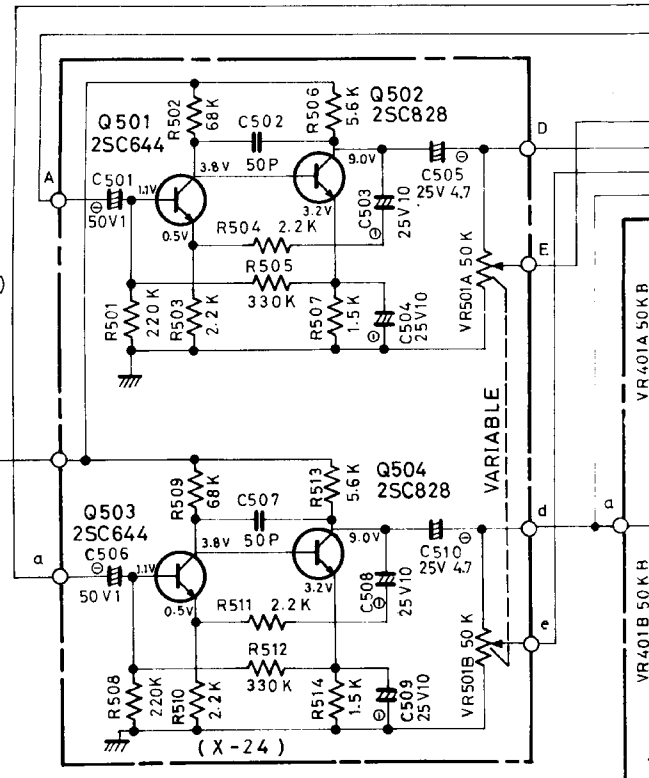 Q501
2SC644
R502
68K
C502
50P
R506
5.6K
Q502
2SC828
A
C501
⊖
50V1
1.1V
3.8V
0.5V
3.2V
9.0V
C503
25V10
⊖
⊖
C505
25V 4.7
D
R504 2.2K
R505
330K
R501
220K
R503
2.2K
R507
1.5K
C504
25V10
⊖
VR501A 50K
E
VARIABLE
VR401A 50KB
)
R509
68K
C507
50P
R513
5.6K
Q504
2SC828
Q503
2SC644
a
C506
⊖
50V1
1.1V
3.8V
0.5V
3.2V
9.0V
C508
25V10
⊖
⊖
C510
25V 4.7
d
a
R511 2.2K
R512
330K
R508
220K
R510
2.2K
R514
1.5K
C509
25V10
⊖
VR501B 50K
e
VR401B 50KB
(X-24)